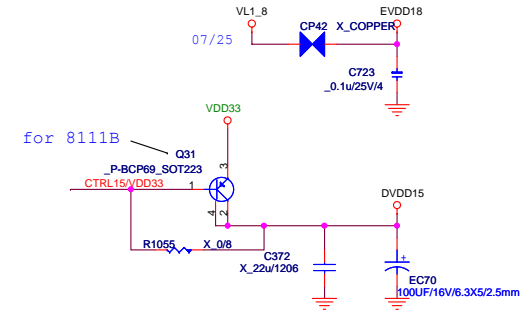 VL1_8
EVDD18
CP42
X_COPPER
07/25
C723
_0.1u/25V/4
VDD33
for 8111B
Q31
_P-BCP69_SOT223
3
CTRL15/VDD33
1
DVDD15
4
2
R1055
X_0/8
C372
X_22u/1206
+
EC70
100UF/16V/6.3X5/2.5mm